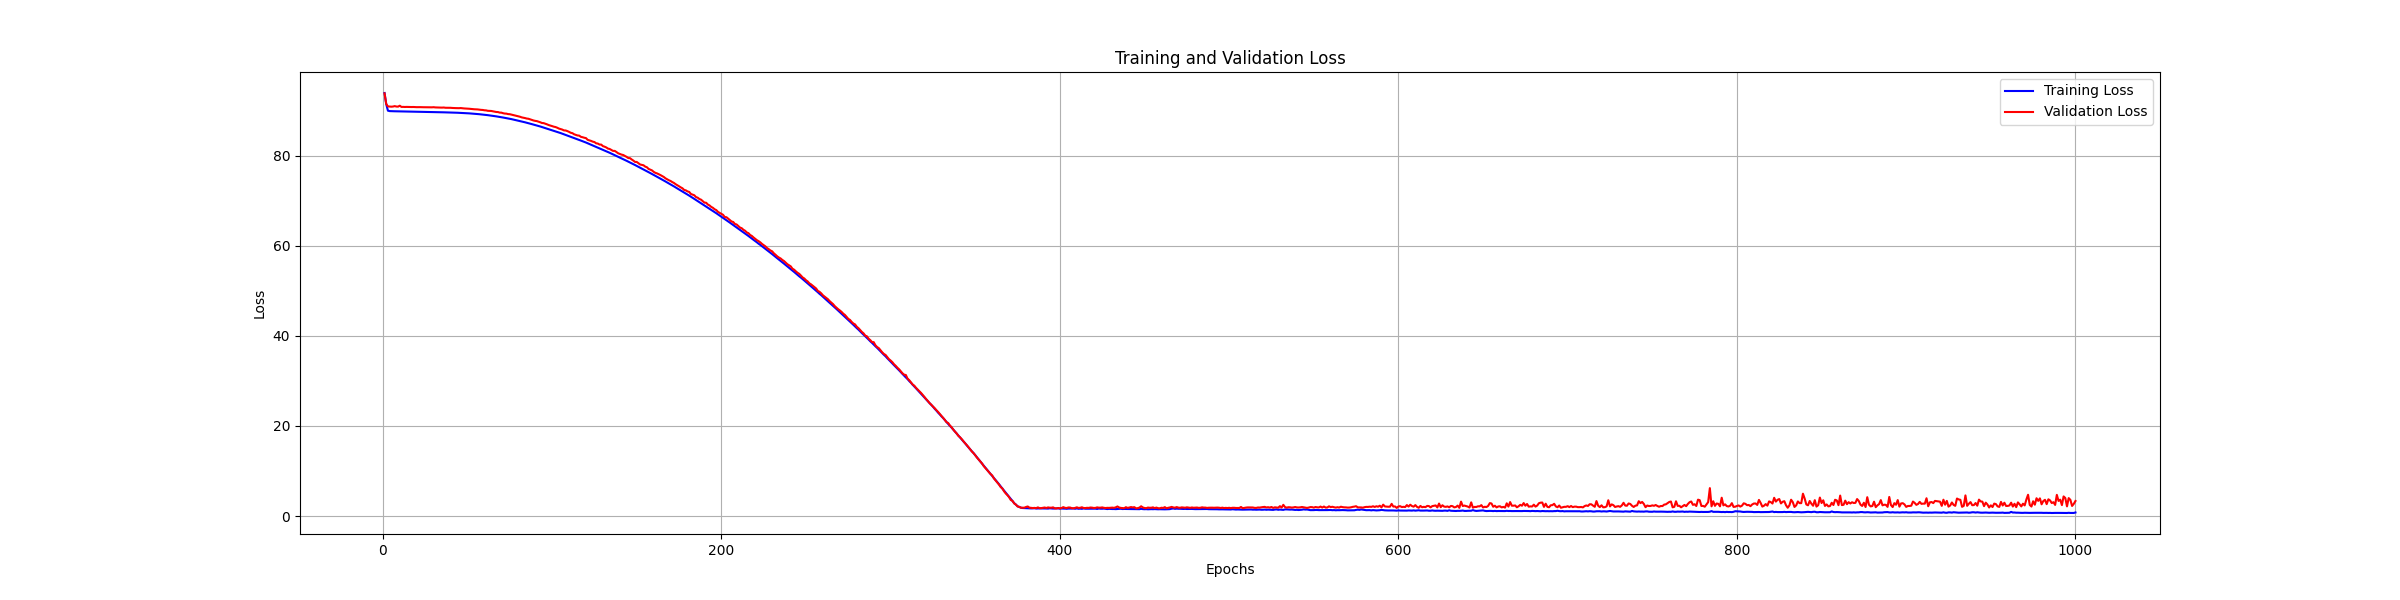 Training and Validation Loss
Training Loss
Validation Loss
80
60
40
20
0
Loss
0 200 400 600 800 1000
Epochs